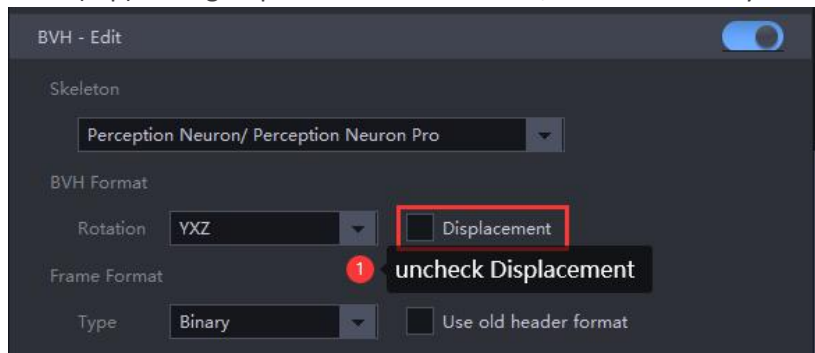 BVH - Edit
Skeleton
Perception Neuron/ Perception Neuron Pro
BVH Format
Rotation YXZ Displacement
1 uncheck Displacement
Frame Format
Type Binary Use old header format